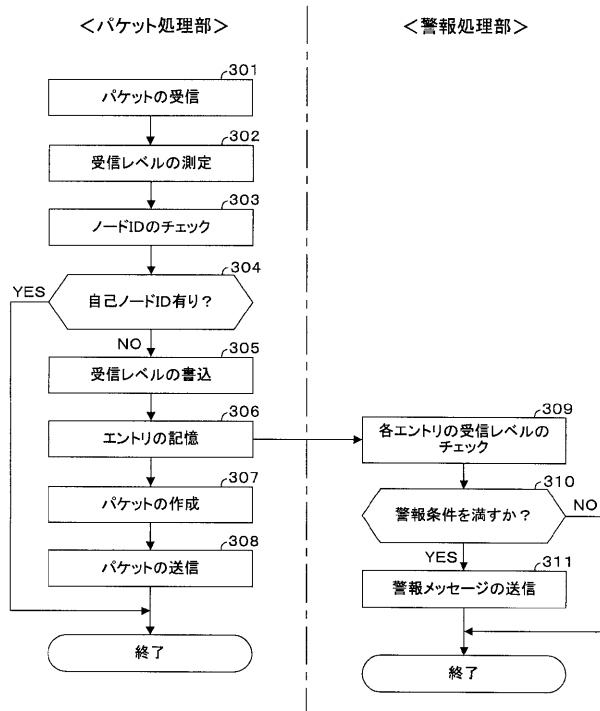 ＜パケット処理部＞
301
パケットの受信
302
受信レベルの測定
303
ノードIDのチェック
304
自己ノードID有り？
YES
NO
305
受信レベルの書込
306
エントリの記憶
307
パケットの作成
308
パケットの送信
終了
＜警報処理部＞
309
各エントリの受信レベルの
チェック
310
警報条件を満すか？
NO
YES
311
警報メッセージの送信
終了